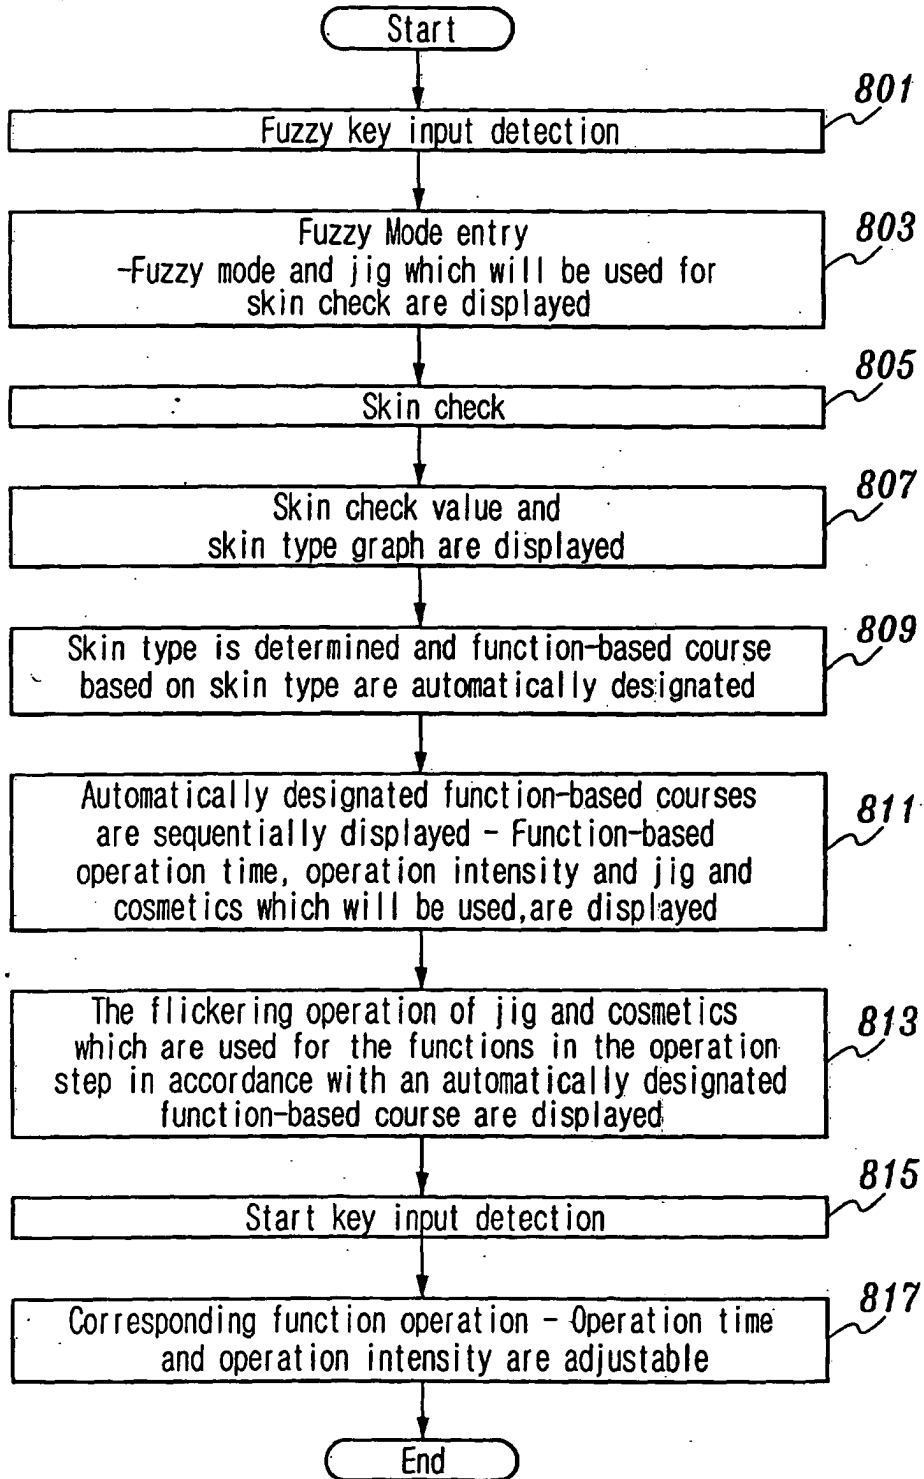 Start
801
Fuzzy key input detection
803
Fuzzy Mode entry
-Fuzzy mode and jig which will be used for
skin check are displayed
805
Skin check
807
Skin check value and
skin type graph are displayed
809
Skin type is determined and function-based course
based on skin type are automatically designated
811
Automatically designated function-based courses
are sequentially displayed - Function-based
operation time, operation intensity and jig and
cosmetics which will be used,are displayed
813
The flickering operation of jig and cosmetics
which are used for the functions in the operation
step in accordance with an automatically designated
function-based course are displayed
815
Start key input detection
817
Corresponding function operation - Operation time
and operation intensity are adjustable
End